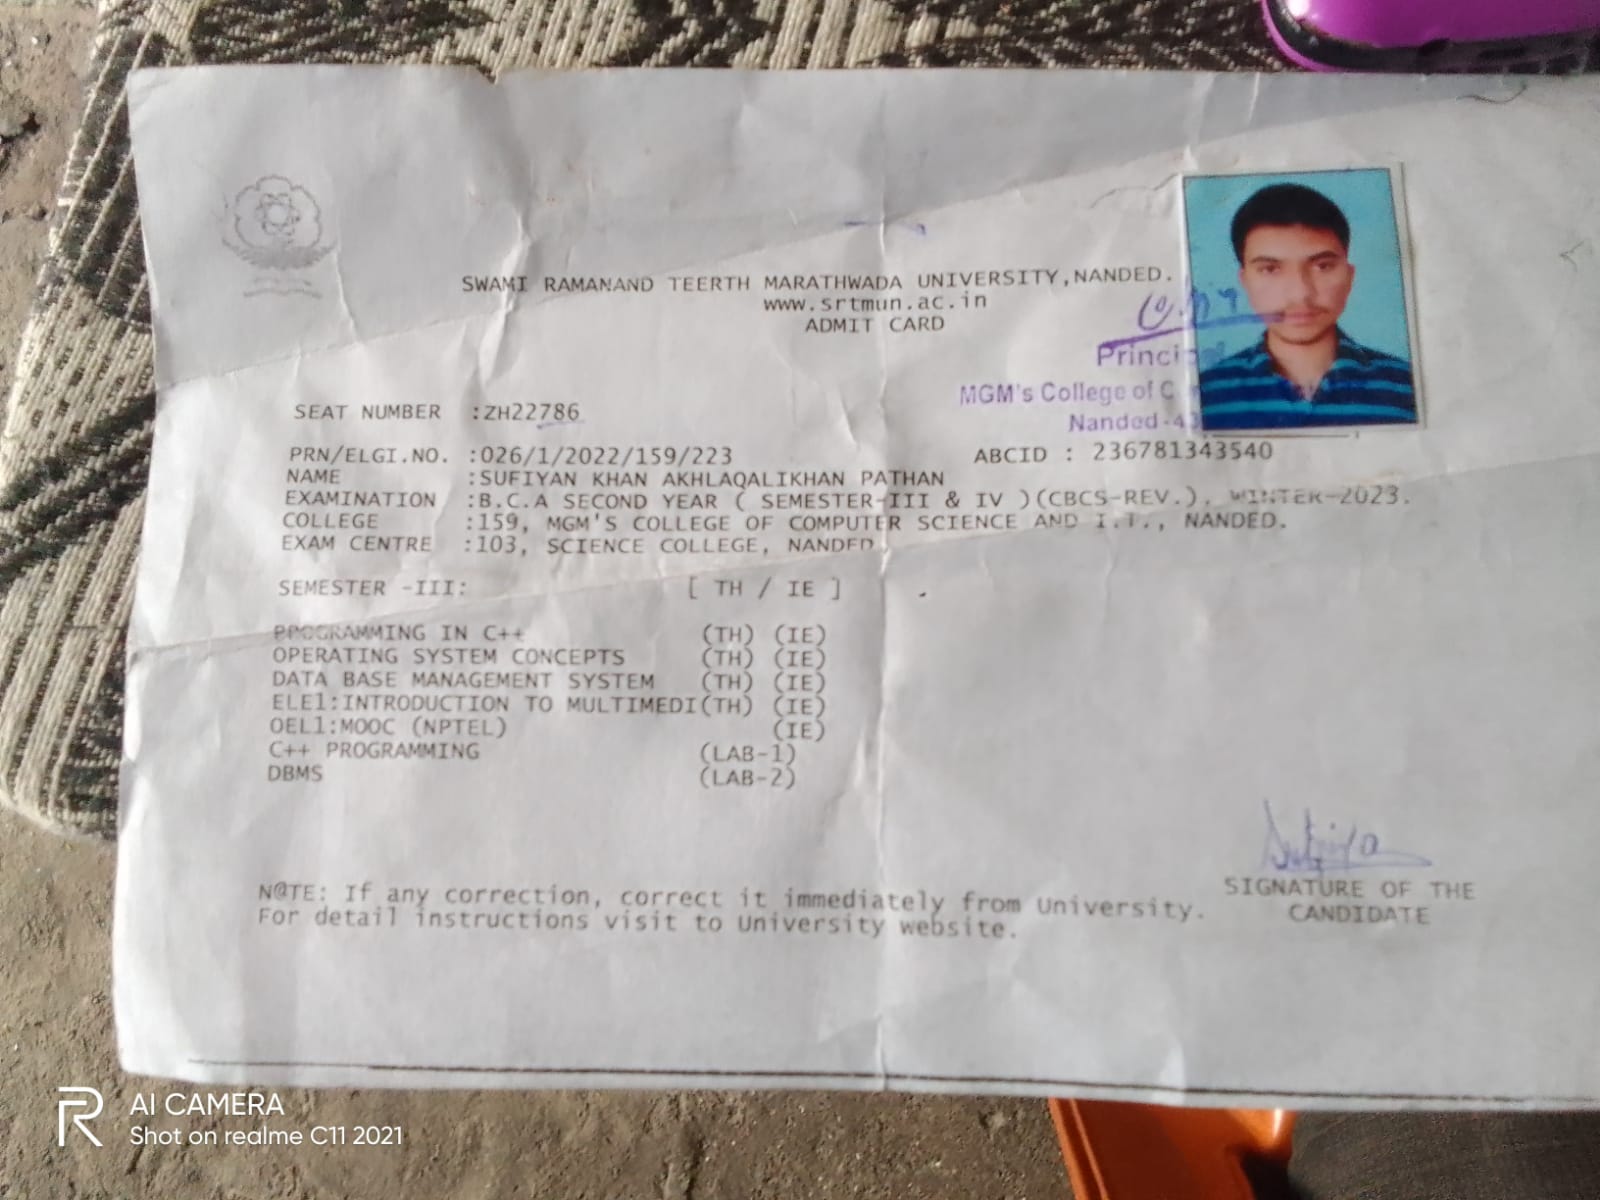 SWAMI RAMANAND TEERTH MARATHWADA UNIVERSITY,NANDED.
www.srtmun.ac.in
ADMIT CARD
Principal
MGM's College of C
Nanded-43
SEAT NUMBER :ZH22786
PRN/ELGI.NO. :026/1/2022/159/223 ABCID : 236781343540
NAME :SUFIYAN KHAN AKHLAQALIKHAN PATHAN
EXAMINATION :B.C.A SECOND YEAR ( SEMESTER-III & IV )(CBCS-REV.), WINTER-2023.
COLLEGE :159, MGM'S COLLEGE OF COMPUTER SCIENCE AND I.T., NANDED.
EXAM CENTRE :103, SCIENCE COLLEGE, NANDED
SEMESTER -III: [ TH / IE ]
PROGRAMMING IN C++ (TH) (IE)
OPERATING SYSTEM CONCEPTS (TH) (IE)
DATA BASE MANAGEMENT SYSTEM (TH) (IE)
ELE1:INTRODUCTION TO MULTIMEDI(TH) (IE)
OEL1:MOOC (NPTEL) (IE)
C++ PROGRAMMING (LAB-1)
DBMS (LAB-2)
N@TE: If any correction, correct it immediately from University.
For detail instructions visit to University website.
SIGNATURE OF THE
CANDIDATE
R
AI CAMERA
Shot on realme C11 2021